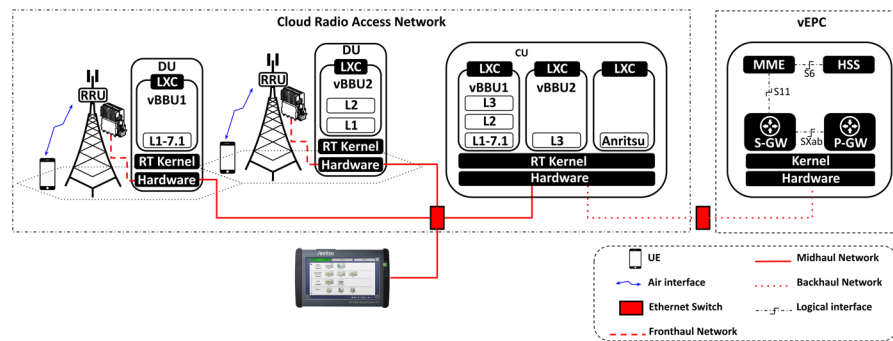 Cloud Radio Access Network
vEPC
DU
LXC
vBBU1
L1-7.1
RT Kernel
Hardware
RRU
DU
LXC
vBBU2
L2
L1
RT Kernel
Hardware
RRU
CU
LXC
vBBU1
L3
L2
L1-7.1
LXC
vBBU2
L3
LXC
Anritsu
RT Kernel
Hardware
MME
S6
HSS
S11
S-GW
SXab
P-GW
Kernel
Hardware
Anritsu
UE
Air interface
Ethernet Switch
Fronthaul Network
Midhaul Network
Backhaul Network
Logical interface